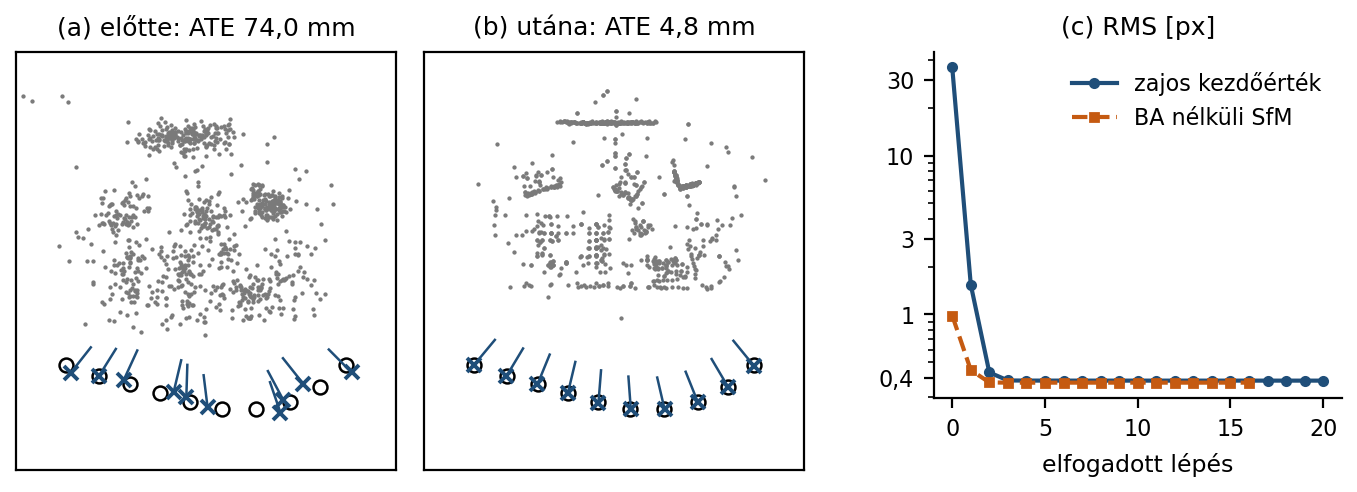 (a) előtte: ATE 74,0 mm
(b) utána: ATE 4,8 mm
(c) RMS [px]
zajos kezdőérték
BA nélküli SfM
30
10
3
1
0,4
0 5 10 15 20
elfogadott lépés